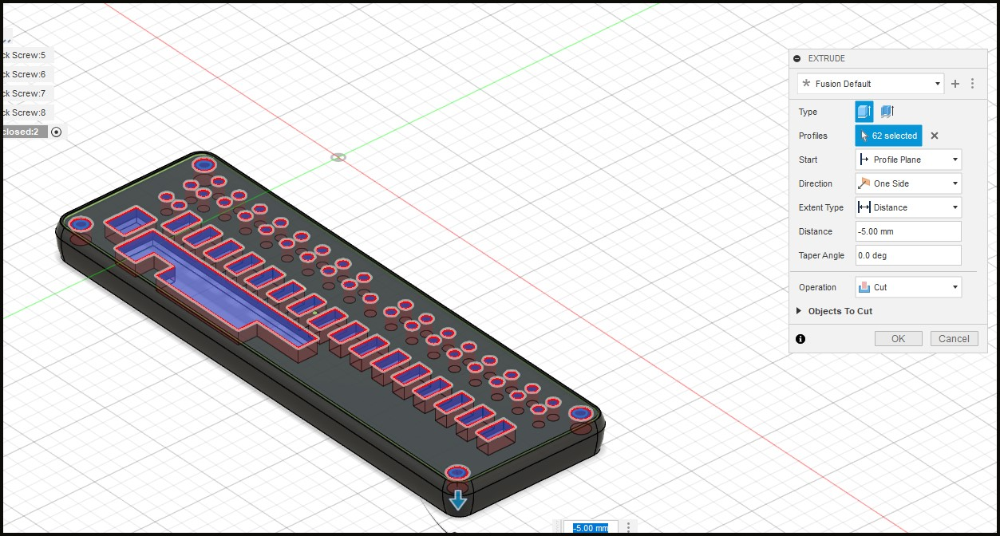 ck Screw:5
ck Screw:6
ck Screw:7
ck Screw:8
closed:2
EXTRUDE
Fusion Default
Type
Profiles 62 selected
Start Profile Plane
Direction One Side
Extent Type Distance
Distance -5.00 mm
Taper Angle 0.0 deg
Operation Cut
Objects To Cut
OK Cancel
-5.00 mm